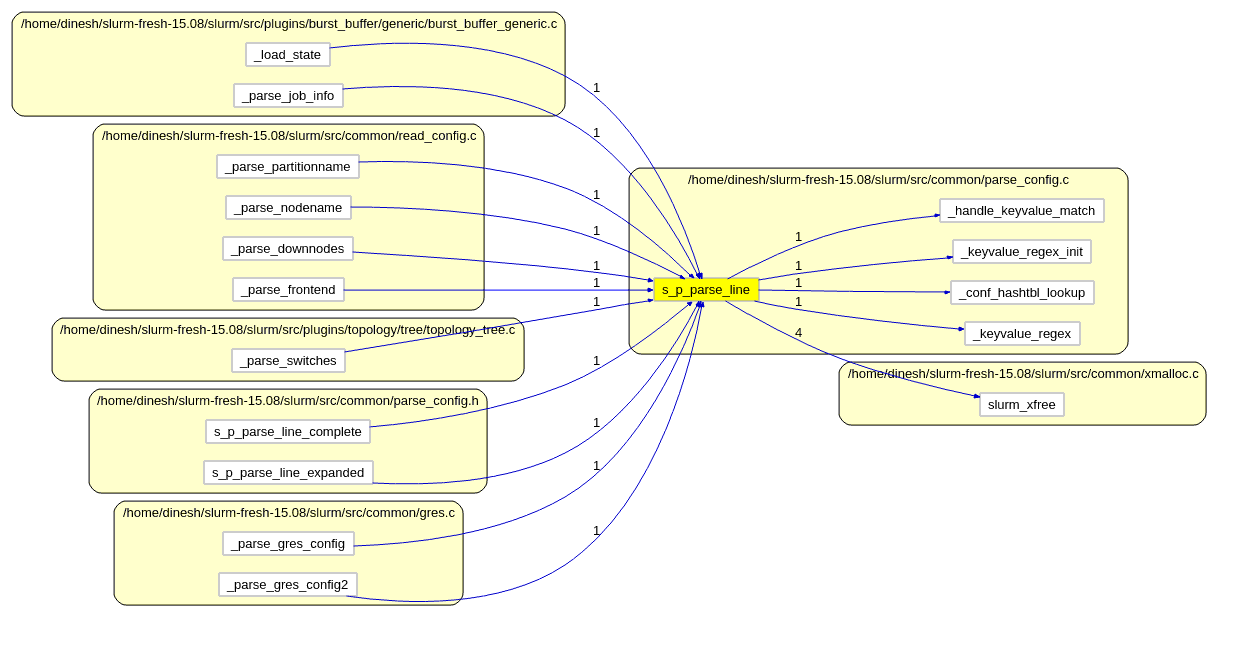 /home/dinesh/slurm-fresh-15.08/slurm/src/plugins/burst_buffer/generic/burst_buffer_generic.c
_load_state
_parse_job_info
/home/dinesh/slurm-fresh-15.08/slurm/src/common/read_config.c
_parse_partitionname
_parse_nodename
_parse_downnodes
_parse_frontend
/home/dinesh/slurm-fresh-15.08/slurm/src/plugins/topology/tree/topology_tree.c
_parse_switches
/home/dinesh/slurm-fresh-15.08/slurm/src/common/parse_config.h
s_p_parse_line_complete
s_p_parse_line_expanded
/home/dinesh/slurm-fresh-15.08/slurm/src/common/gres.c
_parse_gres_config
_parse_gres_config2
1
1
1
1
1
1
1
1
1
1
1
/home/dinesh/slurm-fresh-15.08/slurm/src/common/parse_config.c
s_p_parse_line
1
1
1
1
4
_handle_keyvalue_match
_keyvalue_regex_init
_conf_hashtbl_lookup
_keyvalue_regex
/home/dinesh/slurm-fresh-15.08/slurm/src/common/xmalloc.c
slurm_xfree